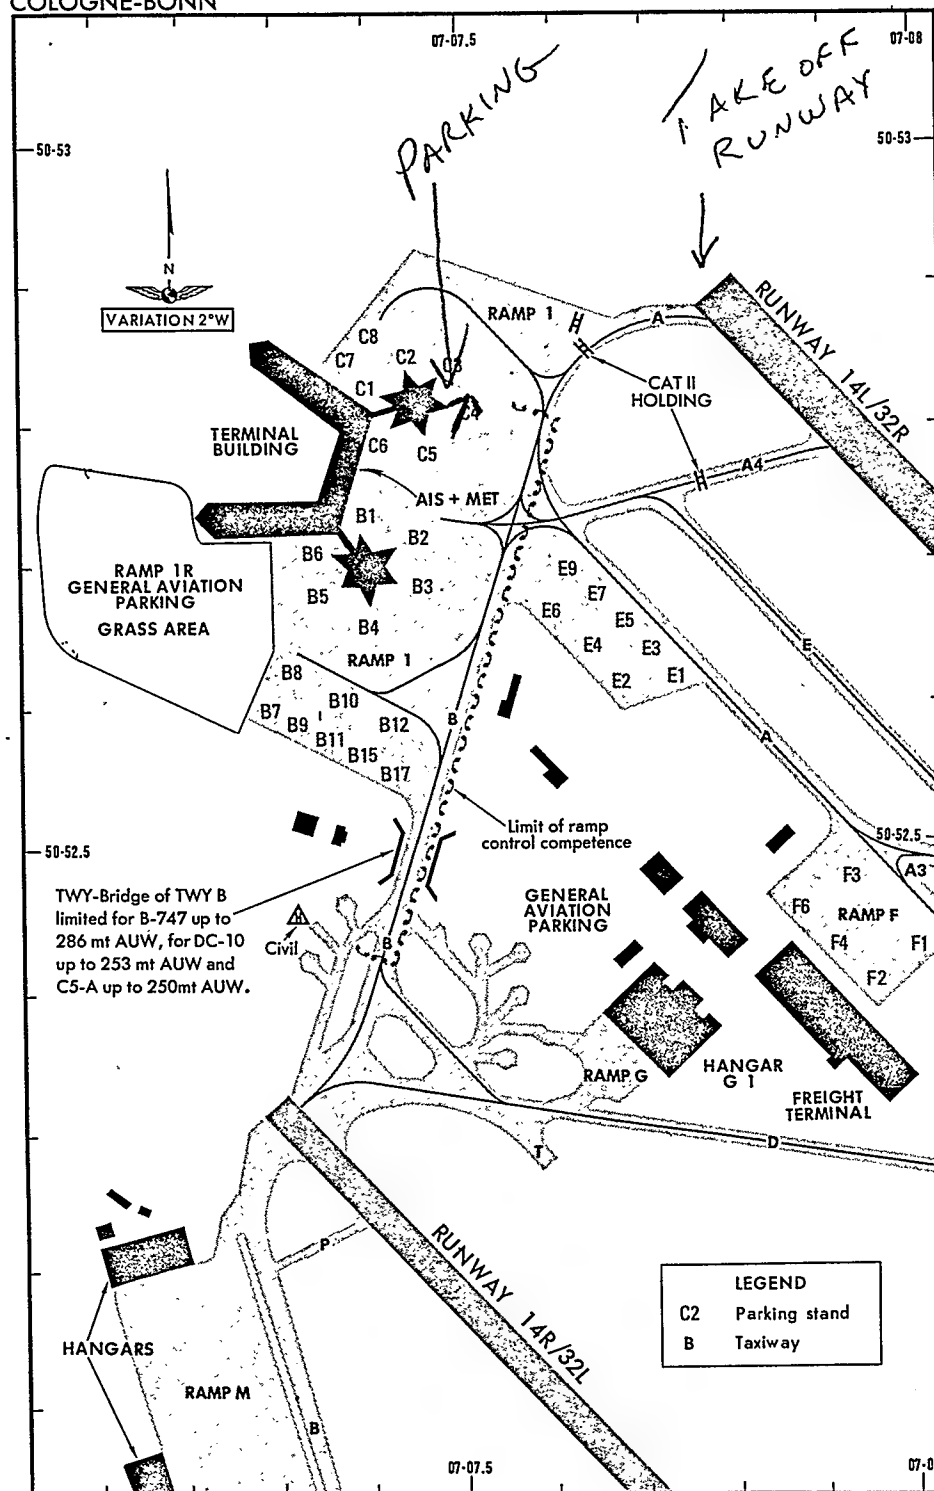 COLOGNE-BONN
07-07.5
07-08
PARKING
TAKE OFF
RUNWAY
50-53
50-53
N
VARIATION 2°W
RAMP 1
A
RUNWAY 14L/32R
C8
C7
C2
C3
C1
C4
CAT II
HOLDING
TERMINAL
BUILDING
C6
C5
A4
AIS + MET
B1
B2
B6
E9
RAMP 1R
GENERAL AVIATION
PARKING
GRASS AREA
B5
B3
E7
E6
E5
B4
E4
E3
E
RAMP 1
B8
E2
E1
B10
B7
B9
B12
B
A
B11
B15
B17
Limit of ramp
control competence
50-52.5
50-52.5
TWY-Bridge of TWY B
limited for B-747 up to
286 mt AUW, for DC-10
up to 253 mt AUW and
C5-A up to 250mt AUW.
H
Civil
B
GENERAL
AVIATION
PARKING
F3
A3
F6
RAMP F
F4
F1
F2
RAMP G
HANGAR
G 1
FREIGHT
TERMINAL
D
T
P
RUNWAY 14R/32L
HANGARS
RAMP M
B
LEGEND
C2 Parking stand
B Taxiway
07-07.5